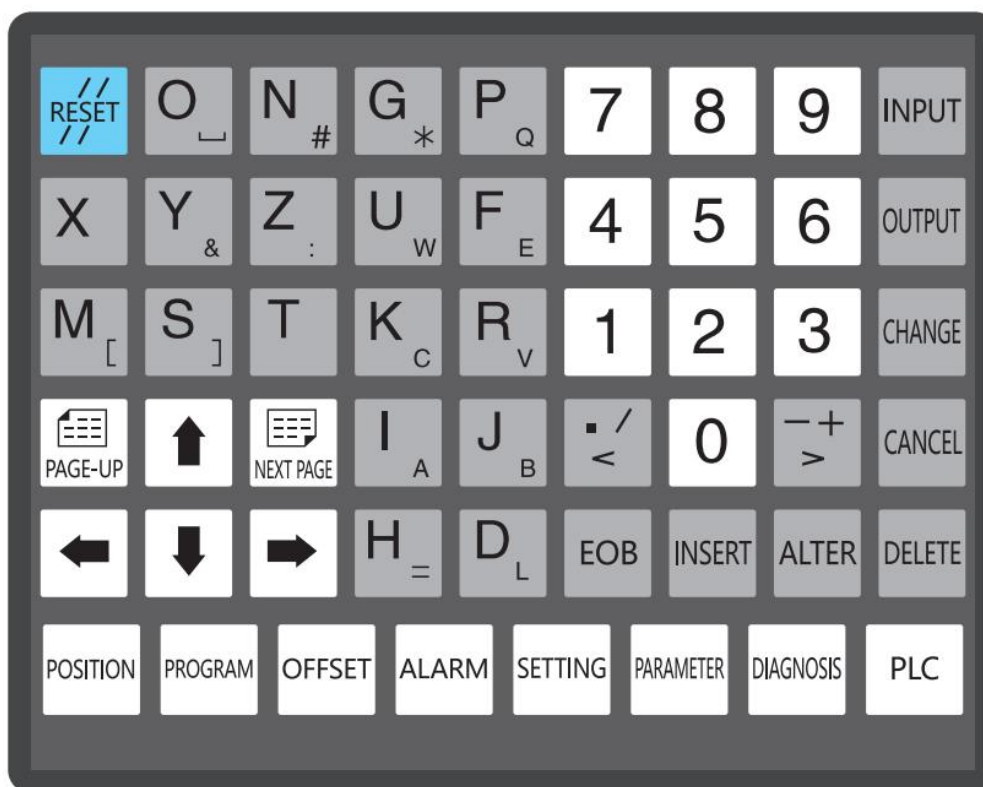 RESET O ⎵ N # G * P Q 7 8 9 INPUT
X Y & Z : U W F E 4 5 6 OUTPUT
M [ S ] T K C R V 1 2 3 CHANGE
PAGE-UP ⬆ NEXT PAGE I A J B . / < 0 - + > CANCEL
⬅ ⬇ ➡ H = D L EOB INSERT ALTER DELETE
POSITION PROGRAM OFFSET ALARM SETTING PARAMETER DIAGNOSIS PLC